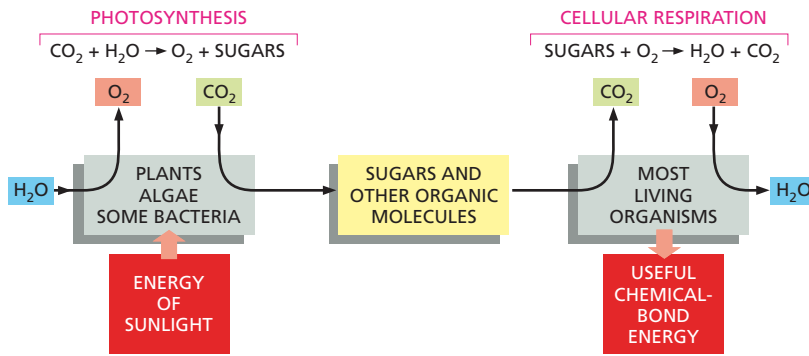 PHOTOSYNTHESIS
CO₂ + H₂O → O₂ + SUGARS
O₂
CO₂
H₂O
PLANTS
ALGAE
SOME BACTERIA
ENERGY
OF
SUNLIGHT
SUGARS AND
OTHER ORGANIC
MOLECULES
CELLULAR RESPIRATION
SUGARS + O₂ → H₂O + CO₂
CO₂
O₂
MOST
LIVING
ORGANISMS
H₂O
USEFUL
CHEMICAL-
BOND
ENERGY